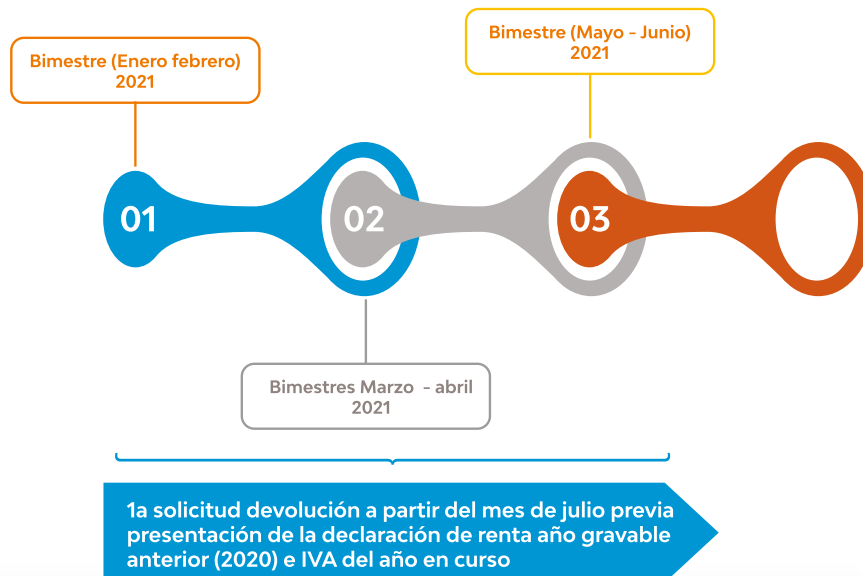 Bimestre (Enero febrero)
2021
Bimestre (Mayo - Junio)
2021
01
02
03
Bimestres Marzo - abril
2021
1a solicitud devolución a partir del mes de julio previa
presentación de la declaración de renta año gravable
anterior (2020) e IVA del año en curso